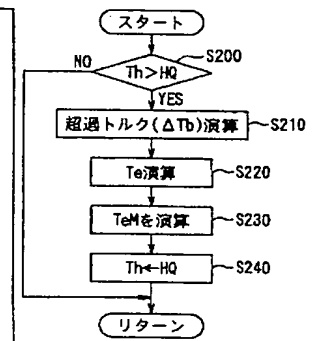 スタート
S200
NO
Th>HQ
YES
超過トルク(ΔTb)演算
S210
Te演算
S220
TeMを演算
S230
Th←HQ
S240
リターン